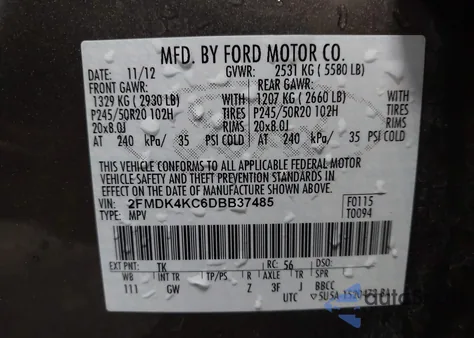 MFD. BY FORD MOTOR CO.
DATE: 11/12 GVWR: 2531 KG ( 5580 LB)
FRONT GAWR: REAR GAWR:
1329 KG ( 2930 LB) WITH 1207 KG ( 2660 LB) WITH
P245/50R20 102H TIRES P245/50R20 102H TIRES
20x8.0J RIMS 20x8.0J RIMS
AT 240 kPa/ 35 PSI COLD AT 240 kPa/ 35 PSI COLD
THIS VEHICLE CONFORMS TO ALL APPLICABLE FEDERAL MOTOR
VEHICLE SAFETY AND THEFT PREVENTION STANDARDS IN
EFFECT ON THE DATE OF MANUFACTURE SHOWN ABOVE.
VIN: 2FMDK4KC6DBB37485 F0115
TYPE: MPV T0094
EXT PNT: TK RC: 56 DSO:
WB INT TR TP/PS R AXLE TR SPR
111 GW Z 3F J BBCC
UTC